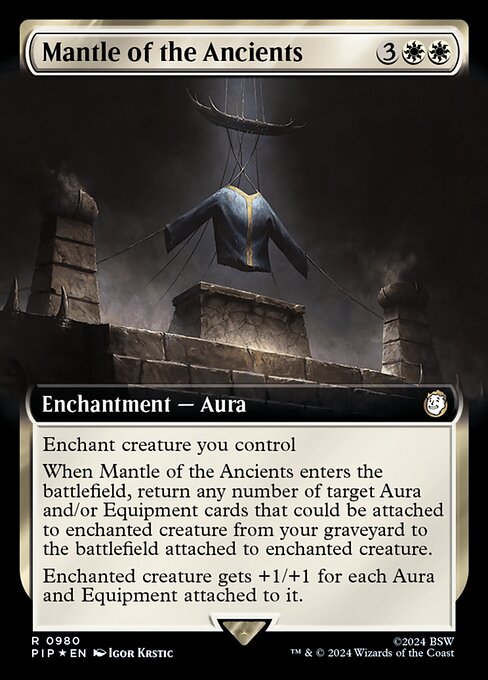 Mantle of the Ancients 3
Enchantment — Aura
Enchant creature you control
When Mantle of the Ancients enters the
battlefield, return any number of target Aura
and/or Equipment cards that could be attached
to enchanted creature from your graveyard to
the battlefield attached to enchanted creature.
Enchanted creature gets +1/+1 for each Aura
and Equipment attached to it.
R 0980
PIP★EN Igor Krstic
©2024 BSW
™ & © 2024 Wizards of the Coast